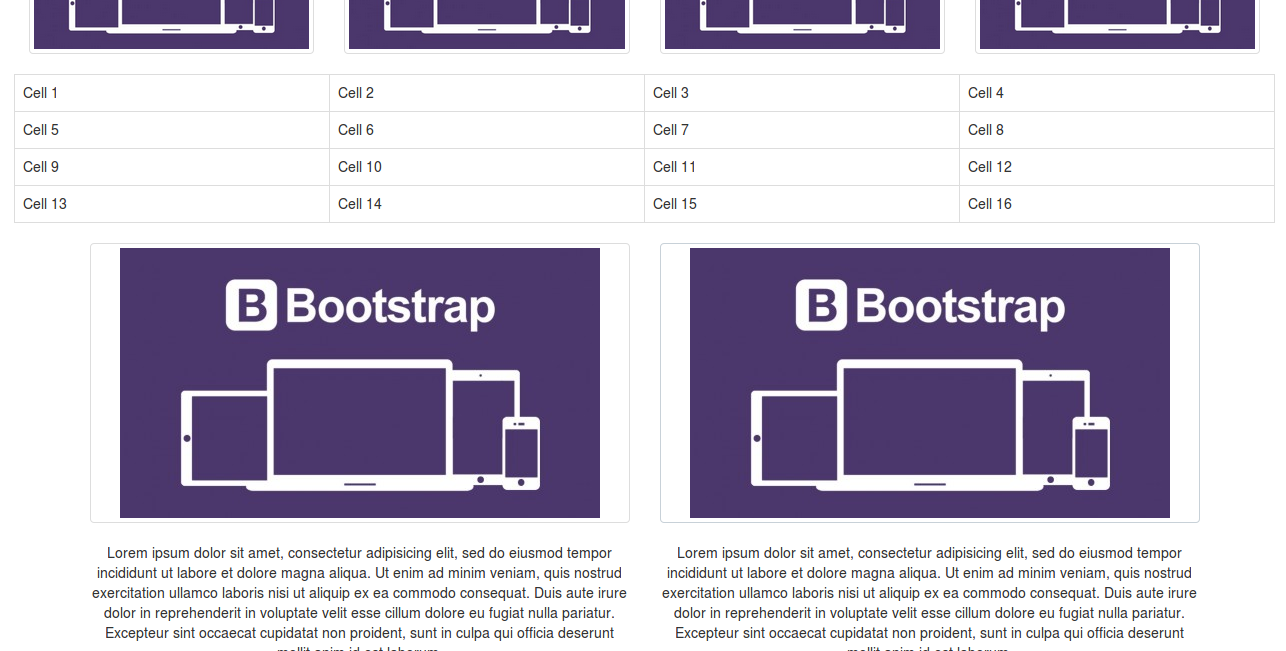 Cell 1 Cell 2 Cell 3 Cell 4
Cell 5 Cell 6 Cell 7 Cell 8
Cell 9 Cell 10 Cell 11 Cell 12
Cell 13 Cell 14 Cell 15 Cell 16
B Bootstrap
B Bootstrap
Lorem ipsum dolor sit amet, consectetur adipisicing elit, sed do eiusmod tempor
incididunt ut labore et dolore magna aliqua. Ut enim ad minim veniam, quis nostrud
exercitation ullamco laboris nisi ut aliquip ex ea commodo consequat. Duis aute irure
dolor in reprehenderit in voluptate velit esse cillum dolore eu fugiat nulla pariatur.
Excepteur sint occaecat cupidatat non proident, sunt in culpa qui officia deserunt
Lorem ipsum dolor sit amet, consectetur adipisicing elit, sed do eiusmod tempor
incididunt ut labore et dolore magna aliqua. Ut enim ad minim veniam, quis nostrud
exercitation ullamco laboris nisi ut aliquip ex ea commodo consequat. Duis aute irure
dolor in reprehenderit in voluptate velit esse cillum dolore eu fugiat nulla pariatur.
Excepteur sint occaecat cupidatat non proident, sunt in culpa qui officia deserunt